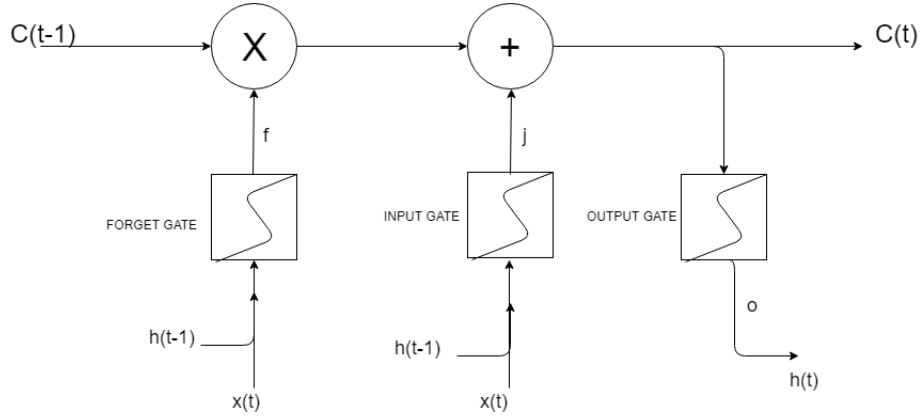 C(t-1)
X
+
C(t)
f
j
FORGET GATE
INPUT GATE
OUTPUT GATE
h(t-1)
h(t-1)
o
h(t)
x(t)
x(t)